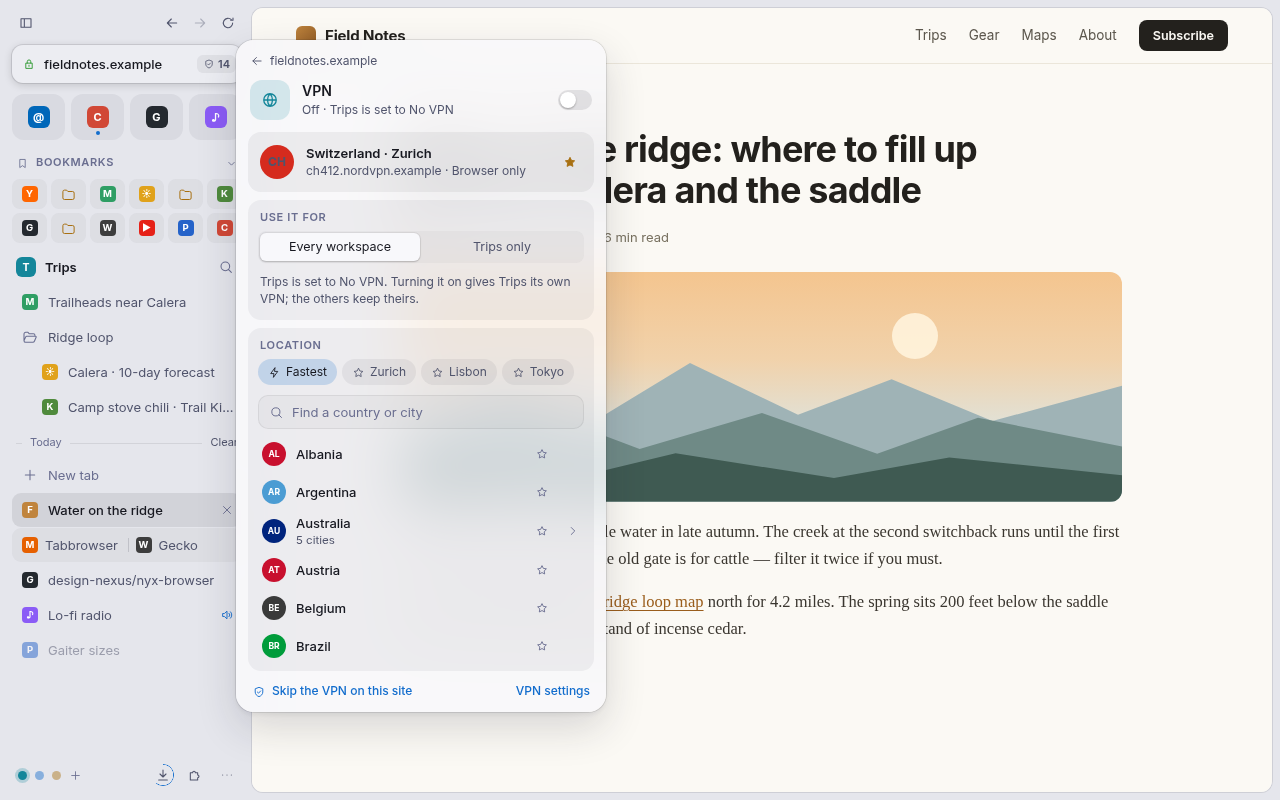 fieldnotes.example
14
@
C
G
BOOKMARKS
Y
M
K
G
W
P
C
T
Trips
M
Trailheads near Calera
Ridge loop
Calera · 10-day forecast
K
Camp stove chili · Trail Ki...
Today
Clear
New tab
F
Water on the ridge
M
Tabbrowser
W
Gecko
G
design-nexus/nyx-browser
Lo-fi radio
P
Gaiter sizes
fieldnotes.example
VPN
Off · Trips is set to No VPN
CH
Switzerland · Zurich
ch412.nordvpn.example · Browser only
USE IT FOR
Every workspace
Trips only
Trips is set to No VPN. Turning it on gives Trips its own
VPN; the others keep theirs.
LOCATION
Fastest
Zurich
Lisbon
Tokyo
Find a country or city
AL
Albania
AR
Argentina
AU
Australia
5 cities
AT
Austria
BE
Belgium
BR
Brazil
Skip the VPN on this site
VPN settings
Field Notes
Trips
Gear
Maps
About
Subscribe
ridge: where to fill up
and the saddle
6 min read
water in late autumn. The creek at the second switchback runs until the first
old gate is for cattle — filter it twice if you must.
ridge loop map north for 4.2 miles. The spring sits 200 feet below the saddle
of incense cedar.